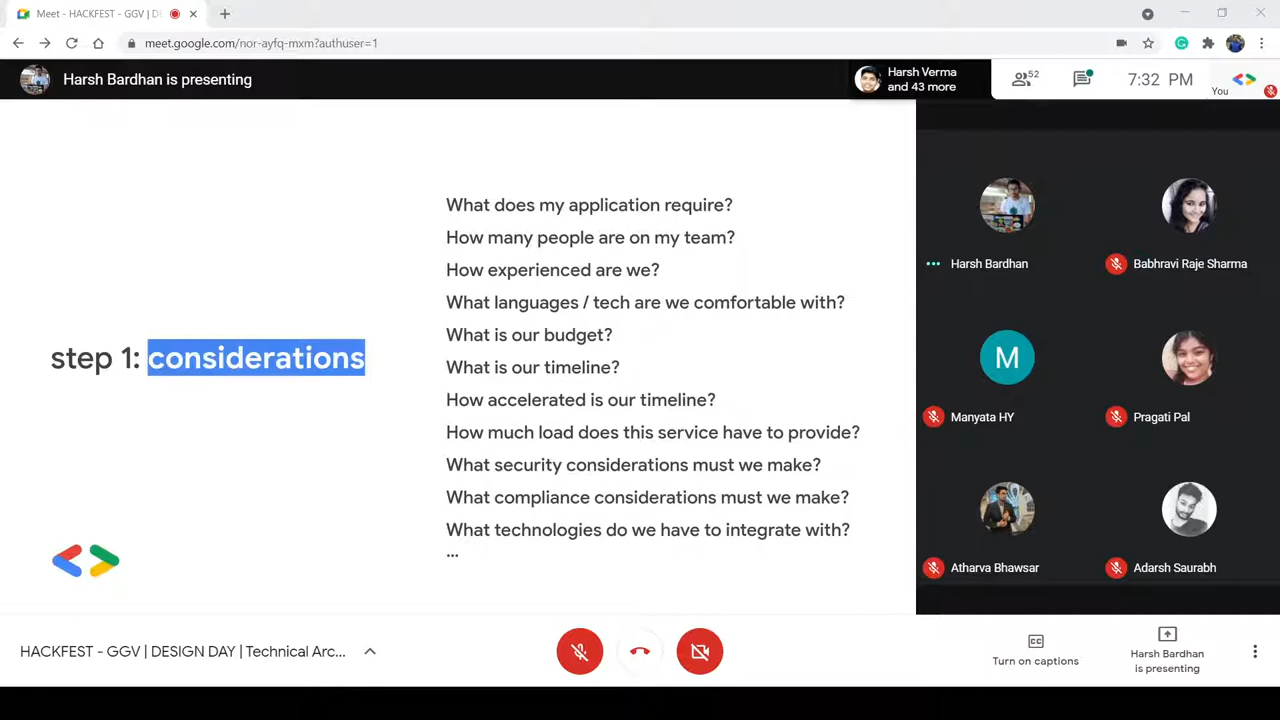 Meet - HACKFEST - GGV | DE
meet.google.com/nor-ayfq-mxm?authuser=1
Harsh Bardhan is presenting
Harsh Verma
and 43 more
52
7:32 PM
You
What does my application require?
How many people are on my team?
How experienced are we?
What languages / tech are we comfortable with?
What is our budget?
What is our timeline?
How accelerated is our timeline?
How much load does this service have to provide?
What security considerations must we make?
What compliance considerations must we make?
What technologies do we have to integrate with?
...
step 1: considerations
Harsh Bardhan
Babhravi Raje Sharma
M
Manyata HY
Pragati Pal
Atharva Bhawsar
Adarsh Saurabh
HACKFEST - GGV | DESIGN DAY | Technical Arc...
CC
Turn on captions
Harsh Bardhan
is presenting